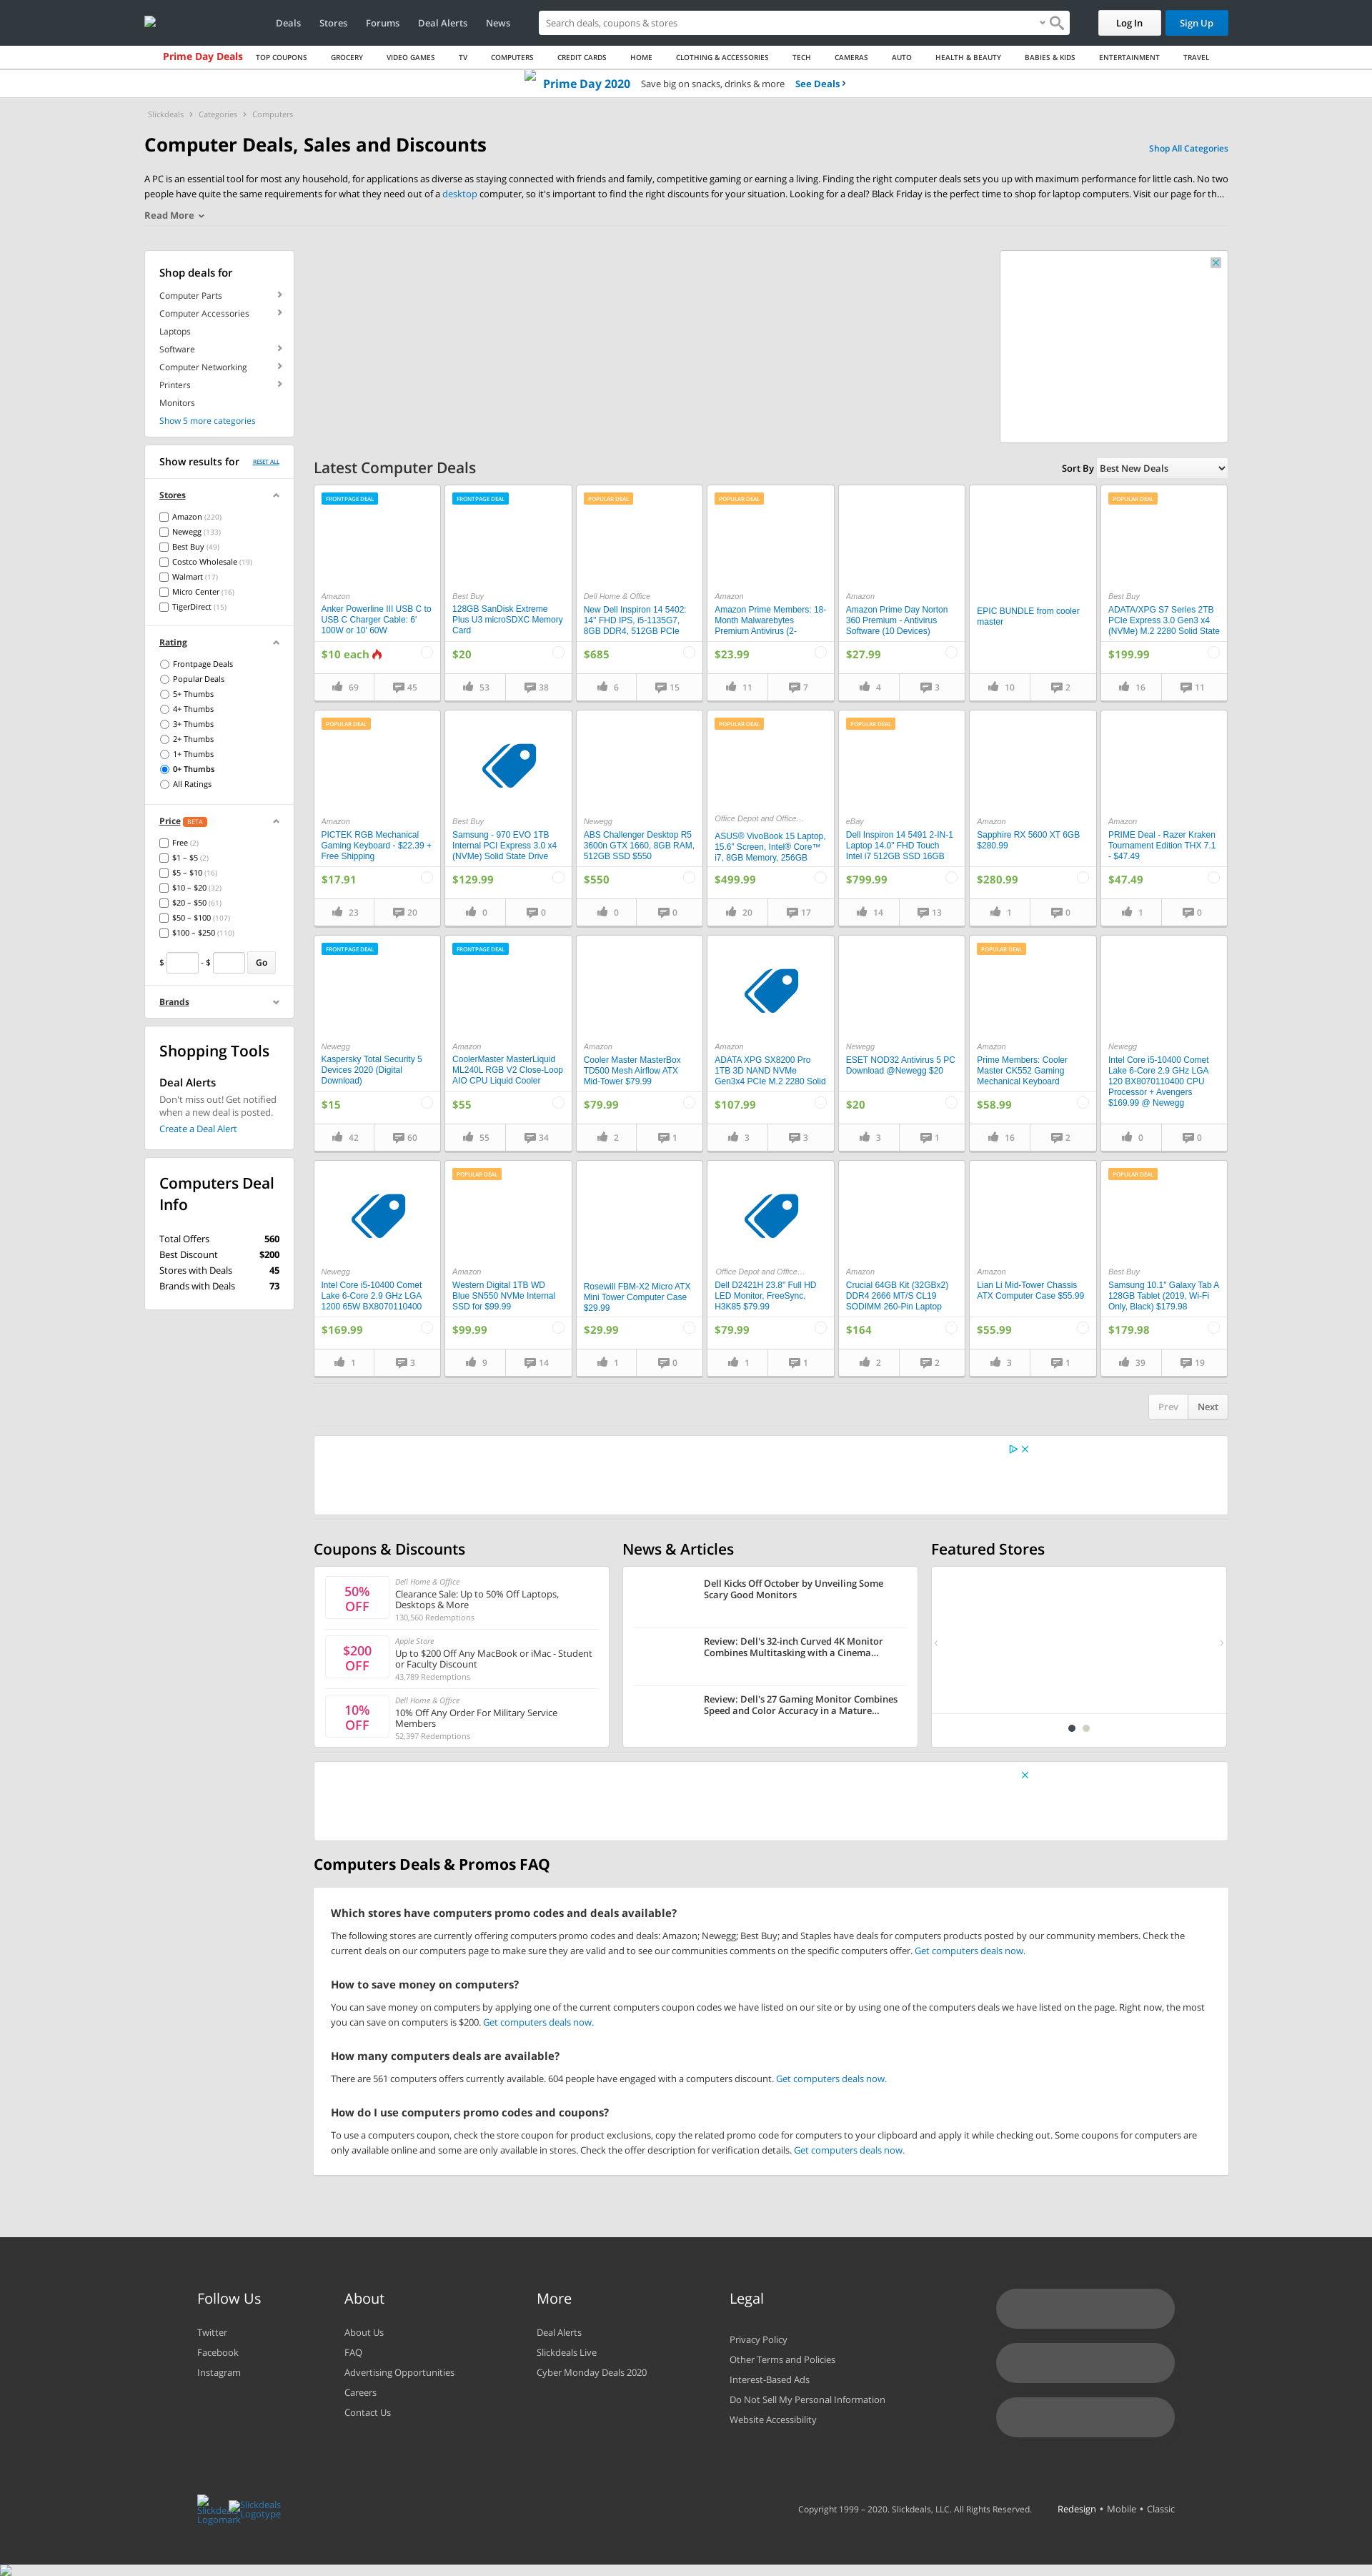 Deals Stores Forums Deal Alerts News Search deals, coupons & stores Log In Sign Up
Prime Day Deals TOP COUPONS GROCERY VIDEO GAMES TV COMPUTERS CREDIT CARDS HOME CLOTHING & ACCESSORIES TECH CAMERAS AUTO HEALTH & BEAUTY BABIES & KIDS ENTERTAINMENT TRAVEL
Prime Day 2020 Save big on snacks, drinks & more See Deals
Slickdeals Categories Computers
Computer Deals, Sales and Discounts
Shop All Categories
A PC is an essential tool for most any household, for applications as diverse as staying connected with friends and family, competitive gaming or earning a living. Finding the right computer deals sets you up with maximum performance for little cash. No two
people have quite the same requirements for what they need out of a desktop computer, so it's important to find the right discounts for your situation. Looking for a deal? Black Friday is the perfect time to shop for laptop computers. Visit our page for th...
Read More
Shop deals for
Computer Parts
Computer Accessories
Laptops
Software
Computer Networking
Printers
Monitors
Show 5 more categories
Show results for RESET ALL
Stores
Amazon (220)
Newegg (133)
Best Buy (49)
Costco Wholesale (19)
Walmart (17)
Micro Center (16)
TigerDirect (15)
Rating
Frontpage Deals
Popular Deals
5+ Thumbs
4+ Thumbs
3+ Thumbs
2+ Thumbs
1+ Thumbs
0+ Thumbs
All Ratings
Price BETA
Free (2)
$1 – $5 (2)
$5 – $10 (16)
$10 – $20 (32)
$20 – $50 (61)
$50 – $100 (107)
$100 – $250 (110)
$ - $ Go
Brands
Shopping Tools
Deal Alerts
Don't miss out! Get notified
when a new deal is posted.
Create a Deal Alert
Computers Deal
Info
Total Offers 560
Best Discount $200
Stores with Deals 45
Brands with Deals 73
Latest Computer Deals
Sort By Best New Deals
FRONTPAGE DEAL
Amazon
Anker Powerline III USB C to
USB C Charger Cable: 6'
100W or 10' 60W
$10 each
69 45
FRONTPAGE DEAL
Best Buy
128GB SanDisk Extreme
Plus U3 microSDXC Memory
Card
$20
53 38
POPULAR DEAL
Dell Home & Office
New Dell Inspiron 14 5402:
14" FHD IPS, i5-1135G7,
8GB DDR4, 512GB PCIe
$685
6 15
POPULAR DEAL
Amazon
Amazon Prime Members: 18-
Month Malwarebytes
Premium Antivirus (2-
$23.99
11 7
Amazon
Amazon Prime Day Norton
360 Premium - Antivirus
Software (10 Devices)
$27.99
4 3
EPIC BUNDLE from cooler
master
10 2
POPULAR DEAL
Best Buy
ADATA/XPG S7 Series 2TB
PCIe Express 3.0 Gen3 x4
(NVMe) M.2 2280 Solid State
$199.99
16 11
POPULAR DEAL
Amazon
PICTEK RGB Mechanical
Gaming Keyboard - $22.39 +
Free Shipping
$17.91
23 20
Best Buy
Samsung - 970 EVO 1TB
Internal PCI Express 3.0 x4
(NVMe) Solid State Drive
$129.99
0 0
Newegg
ABS Challenger Desktop R5
3600n GTX 1660, 8GB RAM,
512GB SSD $550
$550
0 0
POPULAR DEAL
Office Depot and Office...
ASUS® VivoBook 15 Laptop,
15.6" Screen, Intel® Core™
i7, 8GB Memory, 256GB
$499.99
20 17
POPULAR DEAL
eBay
Dell Inspiron 14 5491 2-IN-1
Laptop 14.0" FHD Touch
Intel i7 512GB SSD 16GB
$799.99
14 13
Amazon
Sapphire RX 5600 XT 6GB
$280.99
$280.99
1 0
Amazon
PRIME Deal - Razer Kraken
Tournament Edition THX 7.1
- $47.49
$47.49
1 0
FRONTPAGE DEAL
Newegg
Kaspersky Total Security 5
Devices 2020 (Digital
Download)
$15
42 60
FRONTPAGE DEAL
Amazon
CoolerMaster MasterLiquid
ML240L RGB V2 Close-Loop
AIO CPU Liquid Cooler
$55
55 34
Amazon
Cooler Master MasterBox
TD500 Mesh Airflow ATX
Mid-Tower $79.99
$79.99
2 1
Amazon
ADATA XPG SX8200 Pro
1TB 3D NAND NVMe
Gen3x4 PCIe M.2 2280 Solid
$107.99
3 3
Newegg
ESET NOD32 Antivirus 5 PC
Download @Newegg $20
$20
3 1
POPULAR DEAL
Amazon
Prime Members: Cooler
Master CK552 Gaming
Mechanical Keyboard
$58.99
16 2
Newegg
Intel Core i5-10400 Comet
Lake 6-Core 2.9 GHz LGA
120 BX8070110400 CPU
Processor + Avengers
$169.99 @ Newegg
0 0
Newegg
Intel Core i5-10400 Comet
Lake 6-Core 2.9 GHz LGA
1200 65W BX8070110400
$169.99
1 3
POPULAR DEAL
Amazon
Western Digital 1TB WD
Blue SN550 NVMe Internal
SSD for $99.99
$99.99
9 14
Rosewill FBM-X2 Micro ATX
Mini Tower Computer Case
$29.99
$29.99
1 0
Office Depot and Office...
Dell D2421H 23.8" Full HD
LED Monitor, FreeSync,
H3K85 $79.99
$79.99
1 1
Amazon
Crucial 64GB Kit (32GBx2)
DDR4 2666 MT/S CL19
SODIMM 260-Pin Laptop
$164
2 2
Amazon
Lian Li Mid-Tower Chassis
ATX Computer Case $55.99
$55.99
3 1
POPULAR DEAL
Best Buy
Samsung 10.1" Galaxy Tab A
128GB Tablet (2019, Wi-Fi
Only, Black) $179.98
$179.98
39 19
Prev Next
Coupons & Discounts
50%
OFF
Dell Home & Office
Clearance Sale: Up to 50% Off Laptops,
Desktops & More
130,560 Redemptions
$200
OFF
Apple Store
Up to $200 Off Any MacBook or iMac - Student
or Faculty Discount
43,789 Redemptions
10%
OFF
Dell Home & Office
10% Off Any Order For Military Service
Members
52,397 Redemptions
News & Articles
Dell Kicks Off October by Unveiling Some
Scary Good Monitors
Review: Dell's 32-inch Curved 4K Monitor
Combines Multitasking with a Cinema...
Review: Dell's 27 Gaming Monitor Combines
Speed and Color Accuracy in a Mature...
Featured Stores
Computers Deals & Promos FAQ
Which stores have computers promo codes and deals available?
The following stores are currently offering computers promo codes and deals: Amazon; Newegg; Best Buy; and Staples have deals for computers products posted by our community members. Check the
current deals on our computers page to make sure they are valid and to see our communities comments on the specific computers offer. Get computers deals now.
How to save money on computers?
You can save money on computers by applying one of the current computers coupon codes we have listed on our site or by using one of the computers deals we have listed on the page. Right now, the most
you can save on computers is $200. Get computers deals now.
How many computers deals are available?
There are 561 computers offers currently available. 604 people have engaged with a computers discount. Get computers deals now.
How do I use computers promo codes and coupons?
To use a computers coupon, check the store coupon for product exclusions, copy the related promo code for computers to your clipboard and apply it while checking out. Some coupons for computers are
only available online and some are only available in stores. Check the offer description for verification details. Get computers deals now.
Follow Us
Twitter
Facebook
Instagram
About
About Us
FAQ
Advertising Opportunities
Careers
Contact Us
More
Deal Alerts
Slickdeals Live
Cyber Monday Deals 2020
Legal
Privacy Policy
Other Terms and Policies
Interest-Based Ads
Do Not Sell My Personal Information
Website Accessibility
Slickdeals
Logomark
Slickdeals
Logotype
Copyright 1999 – 2020. Slickdeals, LLC. All Rights Reserved. Redesign • Mobile • Classic